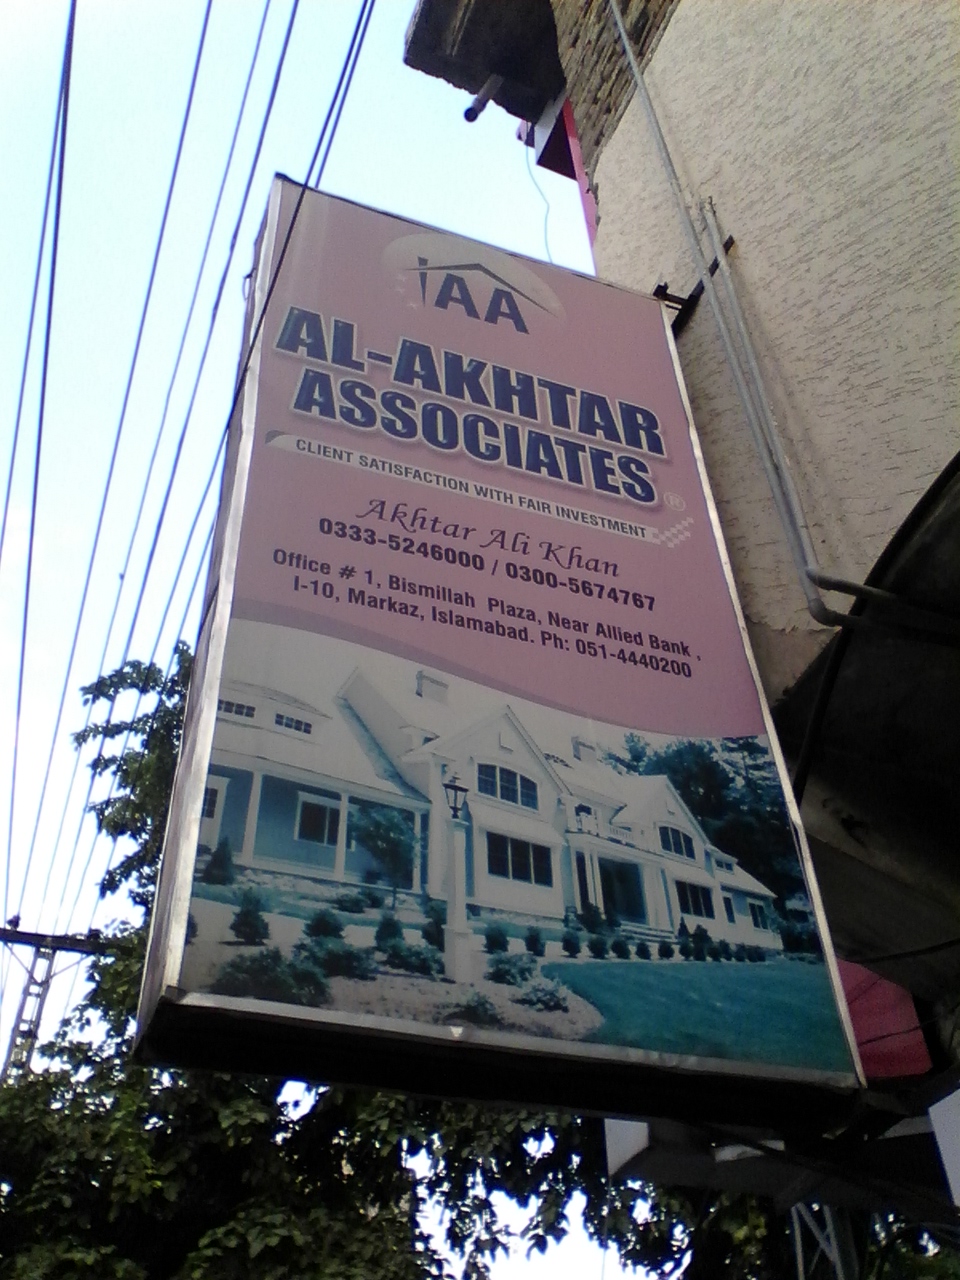 AA
AL-AKHTAR
ASSOCIATES
®
CLIENT SATISFACTION WITH FAIR INVESTMENT
Akhtar Ali Khan
0333-5246000 / 0300-5674767
Office # 1, Bismillah Plaza, Near Allied Bank ,
I-10, Markaz, Islamabad. Ph: 051-4440200